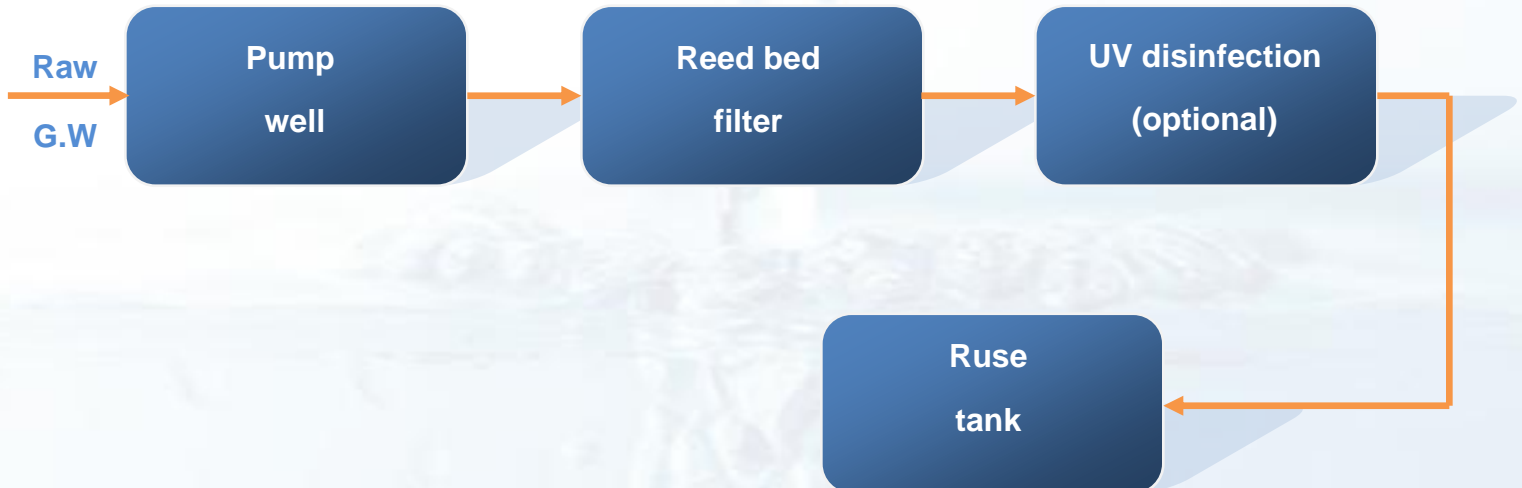 Raw
G.W
Pump
well
Reed bed
filter
UV disinfection
(optional)
Ruse
tank